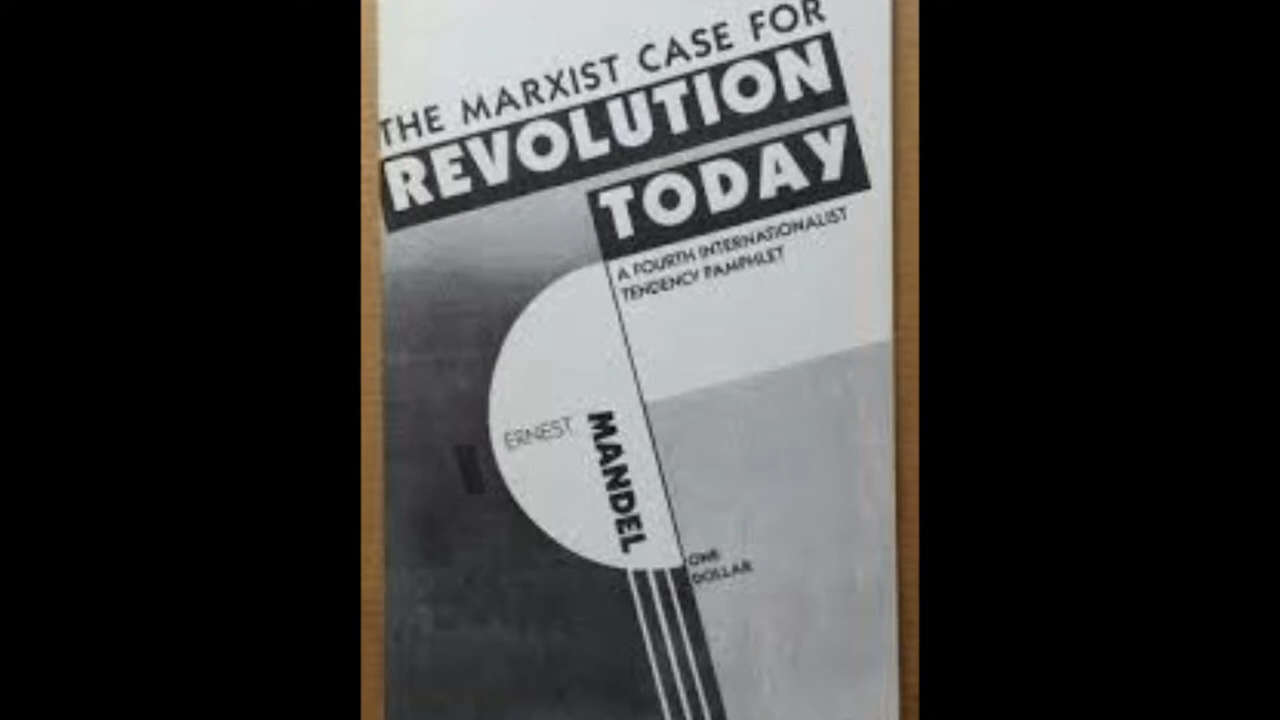 THE MARXIST CASE FOR
REVOLUTION
TODAY
A FOURTH INTERNATIONALIST
TENDENCY PAMPHLET
ERNEST
MANDEL
ONE
DOLLAR